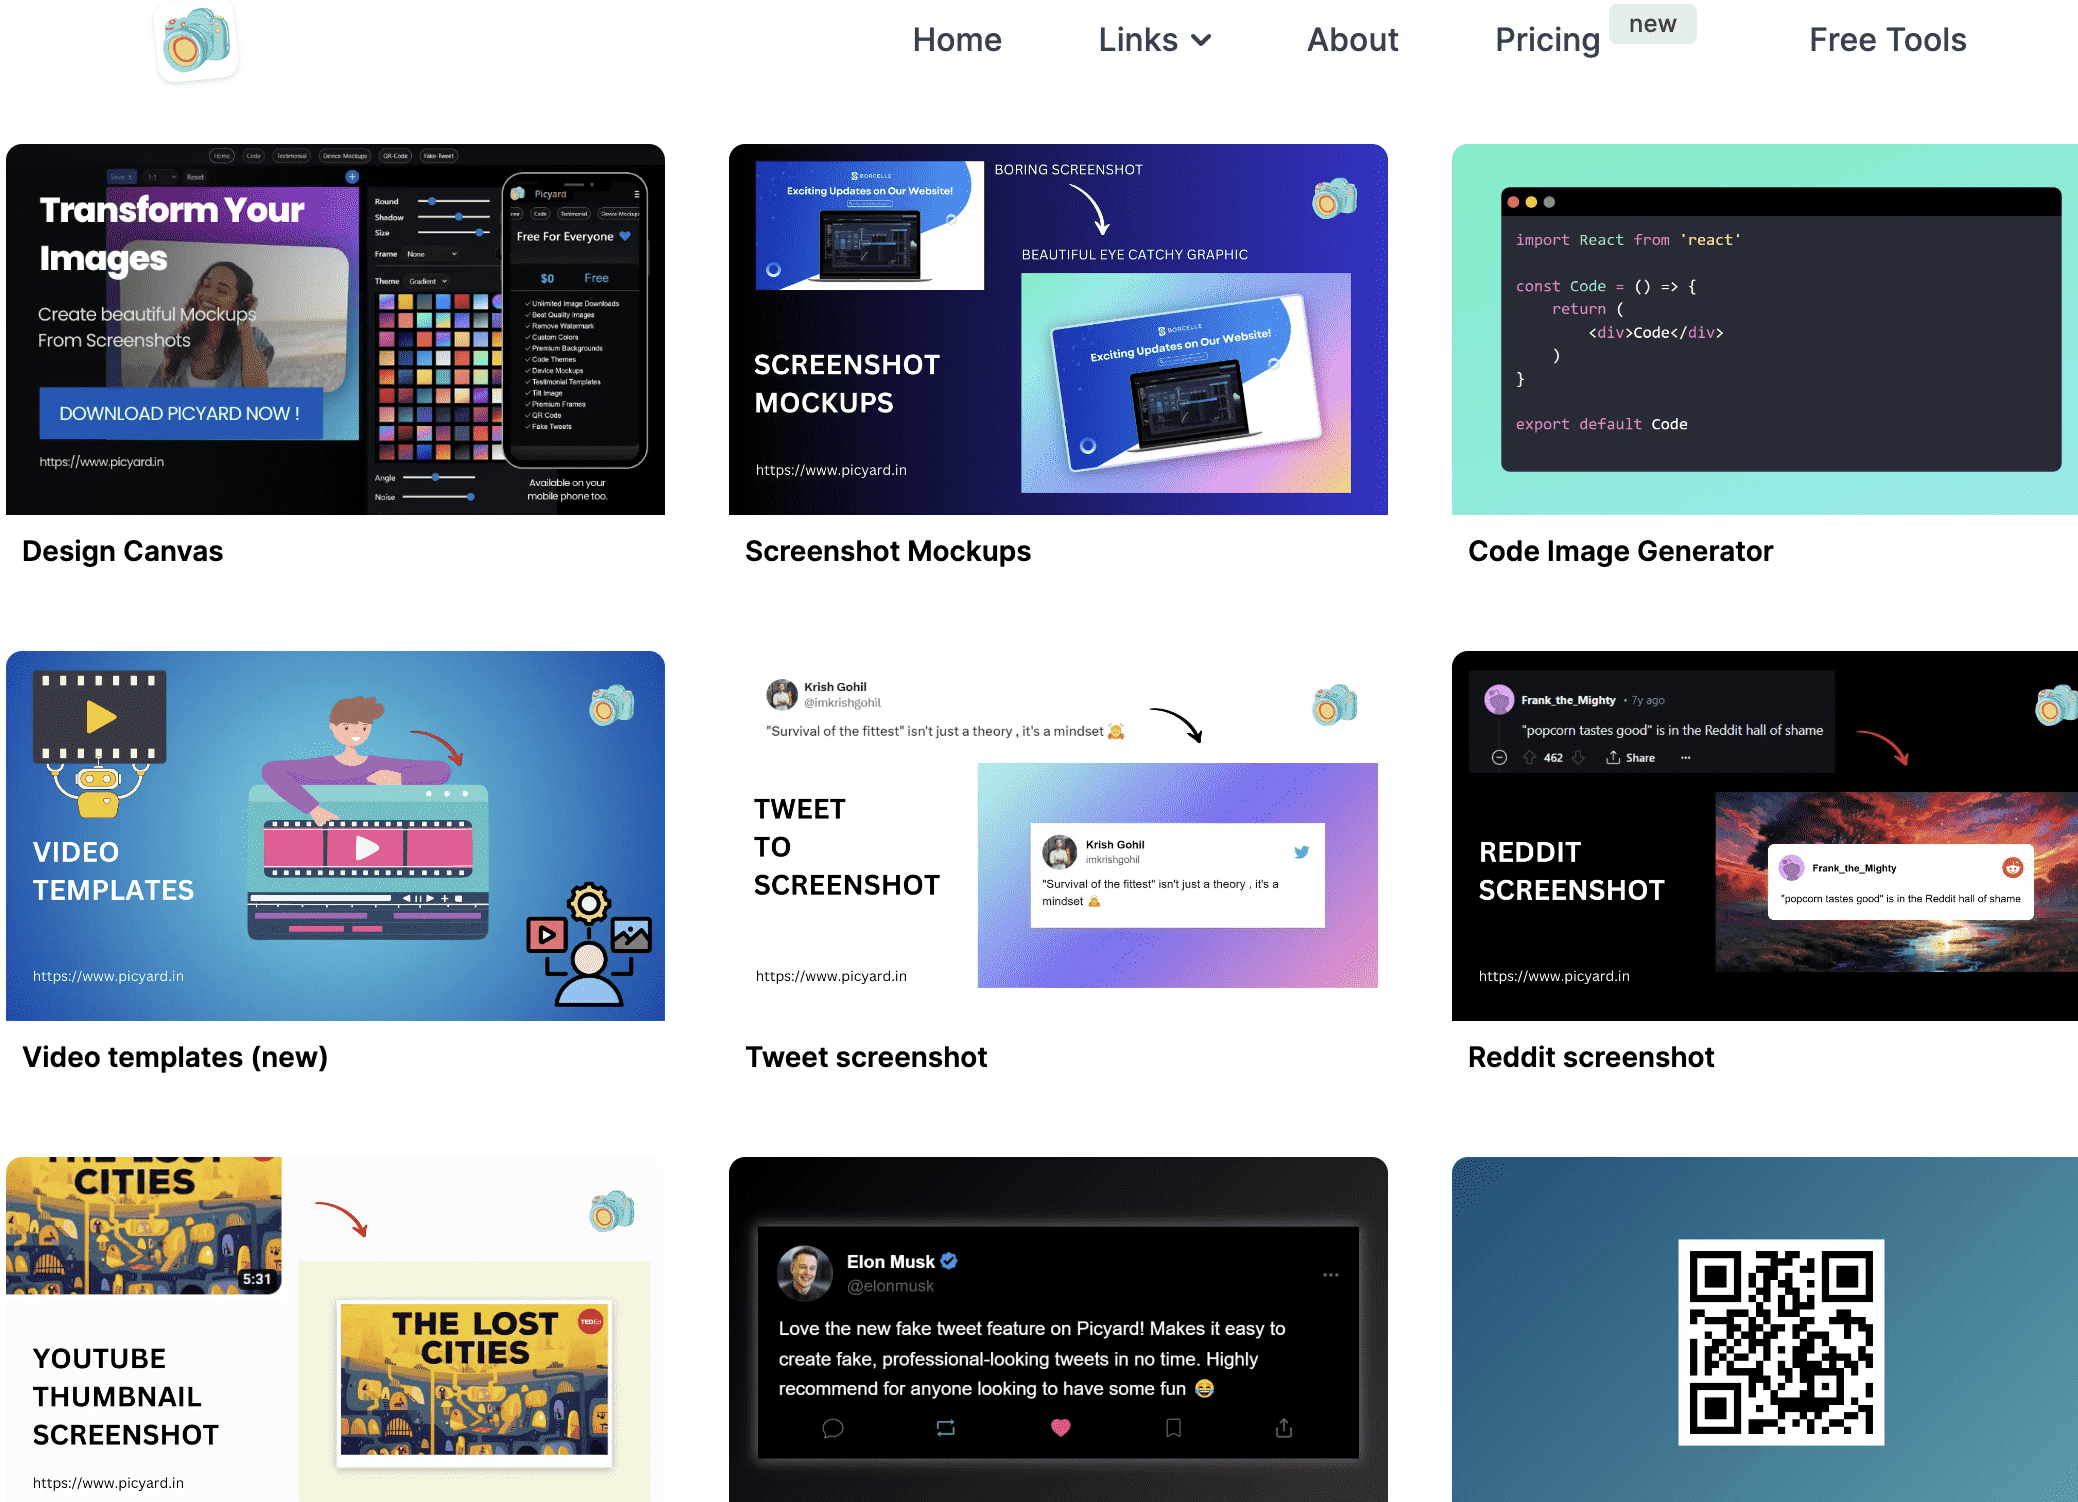 Home
Links
About
Pricing
new
Free Tools
Home
Code
Testimonial
Device-Mockups
QR-Code
Fake-Tweet
Save
1:1
Reset
Transform Your
Images
Create beautiful Mockups
From Screenshots
DOWNLOAD PICYARD NOW !
https://www.picyard.in
Round
Shadow
Size
Frame
None
Theme
Gradient
Angle
Noise
Picyard
Code
Testimonial
Device-Mockups
Free For Everyone
$0
Free
Unlimited Image Downloads
Best Quality Images
Remove Watermark
Custom Colors
Premium Backgrounds
Code Themes
Device Mockups
Testimonial Templates
Tilt Image
Premium Frames
QR Code
Fake Tweets
Available on your
mobile phone too.
Design Canvas
BORCELLE
Exciting Updates on Our Website!
BORING SCREENSHOT
BEAUTIFUL EYE CATCHY GRAPHIC
BORCELLE
Exciting Updates on Our Website!
SCREENSHOT
MOCKUPS
https://www.picyard.in
Screenshot Mockups
import React from 'react'
const Code = () => {
return (
<div>Code</div>
)
}
export default Code
Code Image Generator
VIDEO
TEMPLATES
https://www.picyard.in
Video templates (new)
Krish Gohil
@imkrishgohil
"Survival of the fittest" isn't just a theory , it's a mindset
TWEET
TO
SCREENSHOT
https://www.picyard.in
Krish Gohil
imkrishgohil
"Survival of the fittest" isn't just a theory , it's a
mindset
Tweet screenshot
Frank_the_Mighty • 7y ago
"popcorn tastes good" is in the Reddit hall of shame
462
Share
REDDIT
SCREENSHOT
https://www.picyard.in
Frank_the_Mighty
"popcorn tastes good" is in the Reddit hall of shame
Reddit screenshot
THE LOST
CITIES
5:31
YOUTUBE
THUMBNAIL
SCREENSHOT
https://www.picyard.in
THE LOST
CITIES
TEDEd
Elon Musk
@elonmusk
Love the new fake tweet feature on Picyard! Makes it easy to
create fake, professional-looking tweets in no time. Highly
recommend for anyone looking to have some fun 😂